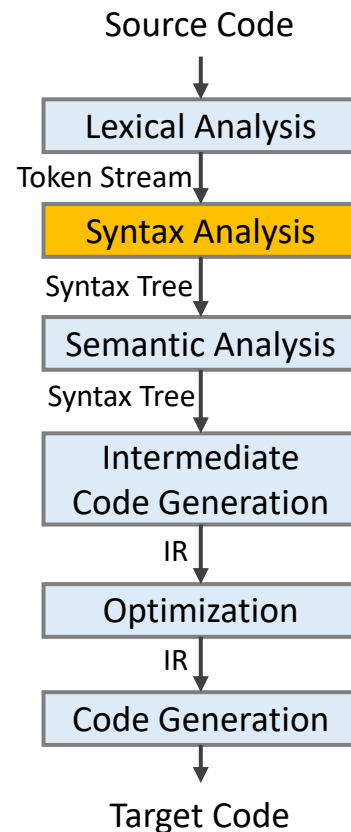 Source Code
Lexical Analysis
Token Stream
Syntax Analysis
Syntax Tree
Semantic Analysis
Syntax Tree
Intermediate
Code Generation
IR
Optimization
IR
Code Generation
Target Code